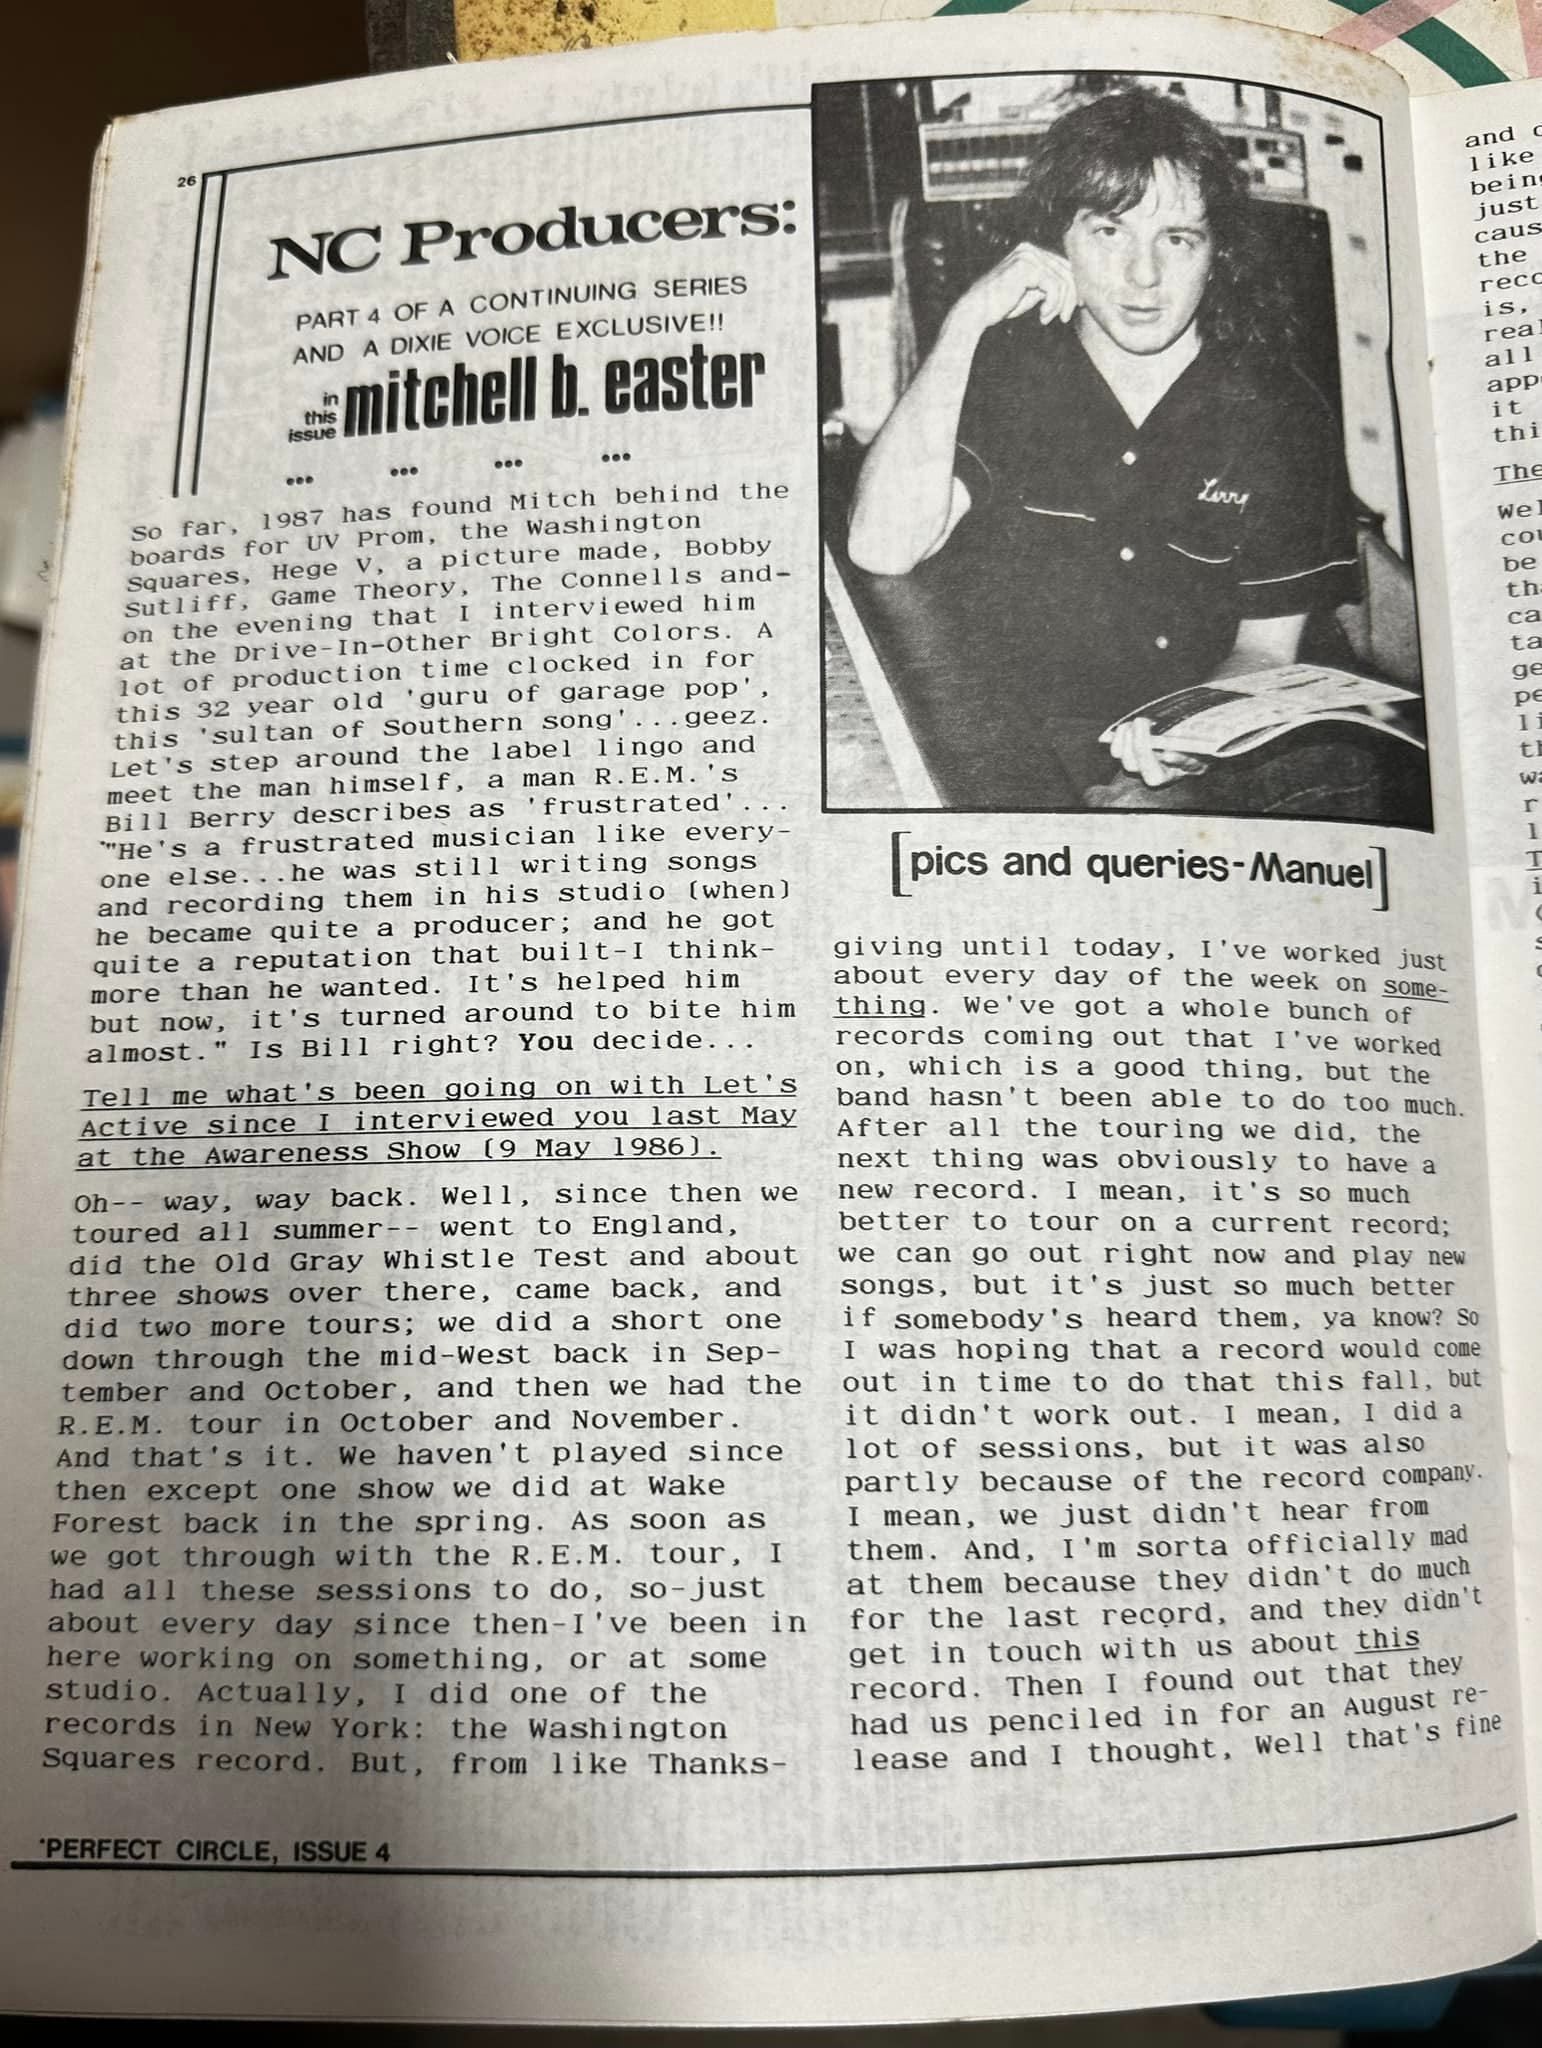 26
NC Producers:
PART 4 OF A CONTINUING SERIES
AND A DIXIE VOICE EXCLUSIVE!!
in
this
issue
mitchell b. easter
... ... ... ...
So far, 1987 has found Mitch behind the
boards for UV Prom, the Washington
Squares, Hege V, a picture made, Bobby
Sutliff, Game Theory, The Connells and-
on the evening that I interviewed him
at the Drive-In-Other Bright Colors. A
lot of production time clocked in for
this 32 year old 'guru of garage pop',
this 'sultan of Southern song'...geez.
Let's step around the label lingo and
meet the man himself, a man R.E.M.'s
Bill Berry describes as 'frustrated'...
*"He's a frustrated musician like every-
one else...he was still writing songs
and recording them in his studio (when)
he became quite a producer; and he got
quite a reputation that built-I think-
more than he wanted. It's helped him
but now, it's turned around to bite him
almost." Is Bill right? You decide...
Tell me what's been going on with Let's
Active since I interviewed you last May
at the Awareness Show (9 May 1986).
Oh-- way, way back. Well, since then we
toured all summer-- went to England,
did the Old Gray Whistle Test and about
three shows over there, came back, and
did two more tours; we did a short one
down through the mid-West back in Sep-
tember and October, and then we had the
R.E.M. tour in October and November.
And that's it. We haven't played since
then except one show we did at Wake
Forest back in the spring. As soon as
we got through with the R.E.M. tour, I
had all these sessions to do, so-just
about every day since then-I've been in
here working on something, or at some
studio. Actually, I did one of the
records in New York: the Washington
Squares record. But, from like Thanks-
Larry
[pics and queries-Manuel]
giving until today, I've worked just
about every day of the week on some-
thing. We've got a whole bunch of
records coming out that I've worked
on, which is a good thing, but the
band hasn't been able to do too much.
After all the touring we did, the
next thing was obviously to have a
new record. I mean, it's so much
better to tour on a current record;
we can go out right now and play new
songs, but it's just so much better
if somebody's heard them, ya know? So
I was hoping that a record would come
out in time to do that this fall, but
it didn't work out. I mean, I did a
lot of sessions, but it was also
partly because of the record company.
I mean, we just didn't hear from
them. And, I'm sorta officially mad
at them because they didn't do much
for the last record, and they didn't
get in touch with us about this
record. Then I found out that they
had us penciled in for an August re-
lease and I thought, Well that's fine
*PERFECT CIRCLE, ISSUE 4
and
like
just
the
is,
all
it
The
be